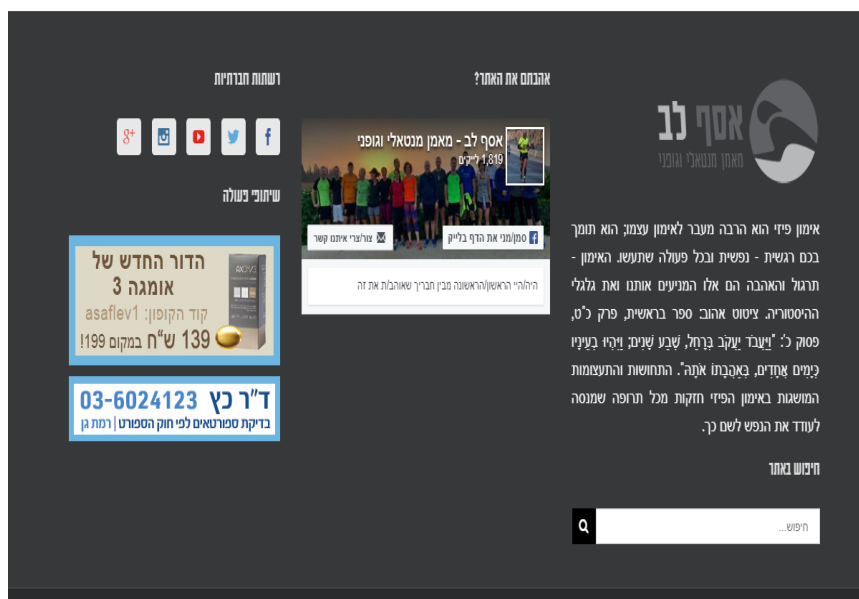 אסף לב
מאמן מנטאלי וגופני
אימון פיזי הוא הרבה מעבר לאימון עצמו; הוא תומך
בכם רגשית - נפשית ובכל פעולה שתעשו. האימון -
תרגול והאהבה הם אלו המניעים אותנו ואת גלגלי
ההיסטוריה. ציטוט אהוב: ספר בראשית, פרק כ"ט,
פסוק כ': "וַיַּעֲבֹד יַעֲקֹב בְּרָחֵל, שֶׁבַע שָׁנִים; וַיִּהְיוּ בְעֵינָיו
כְּיָמִים אֲחָדִים, בְּאַהֲבָתוֹ אֹתָהּ". התחושות והתעצומות
המושגות באימון הפיזי חזקות מכל תרופה שמנסה
לעודד את הנפש לשם כך.
חיפוש באתר
חיפוש...
אהבתם את האתר?
אסף לב - מאמן מנטאלי וגופני
1,819 לייקים
סמן/מני את הדף בלייק
צור/צרי איתנו קשר
היה/היי הראשון/הראשונה מבין חבריך שאוהב/ת את זה
רשתות חברתיות
שיתופי פעולה
הדור החדש של
אומגה 3
קוד הקופון: asaflev1
139 ש"ח במקום 199!
ד"ר כץ 03-6024123
בדיקת ספורטאים לפי חוק הספורט | רמת גן